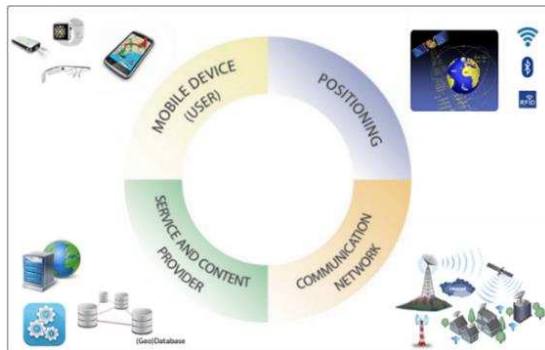 MOBILE DEVICE
(USER)
POSITIONING
RFID
SERVICE AND CONTENT
PROVIDER
COMMUNICATION
NETWORK
(Geo)Database